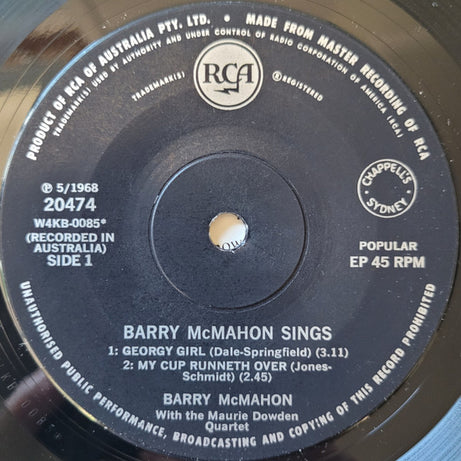 PRODUCT OF RCA OF AUSTRALIA PTY. LTD. • MADE FROM MASTER RECORDING OF RCA
TRADEMARK(S) USED BY AUTHORITY AND UNDER CONTROL OF RADIO CORPORATION OF AMERICA (RCA)
RCA
TRADEMARK(S) ® REGISTERED
℗ 5/1968
20474
W4KB-0085*
(RECORDED IN
AUSTRALIA)
SIDE 1
CHAPPELL'S
SYDNEY
POPULAR
EP 45 RPM
BARRY McMAHON SINGS
1: GEORGY GIRL (Dale-Springfield) (3.11)
2: MY CUP RUNNETH OVER (Jones-
Schmidt) (2.45)
BARRY McMAHON
With the Maurie Dowden
Quartet
UNAUTHORISED PUBLIC PERFORMANCE, BROADCASTING AND COPYING OF THIS RECORD PROHIBITED